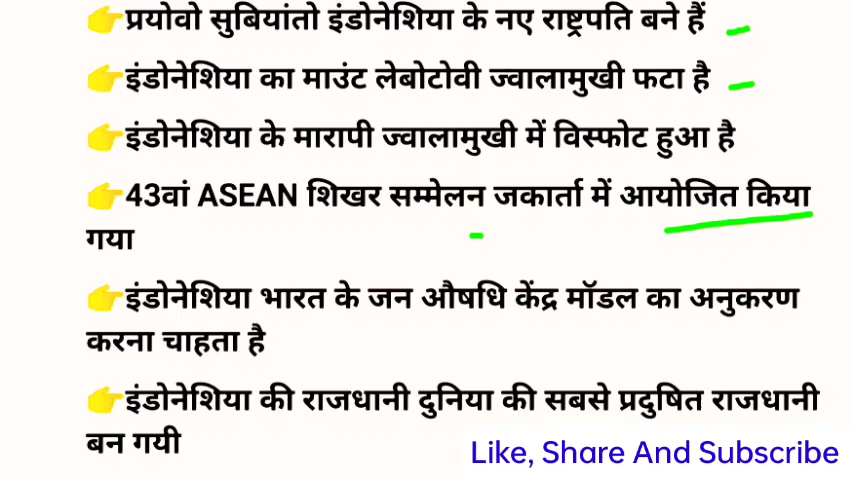 👉प्रयोवो सुबियांतो इंडोनेशिया के नए राष्ट्रपति बने हैं
👉इंडोनेशिया का माउंट लेबोटोवी ज्वालामुखी फटा है
👉इंडोनेशिया के मारापी ज्वालामुखी में विस्फोट हुआ है
👉43वां ASEAN शिखर सम्मेलन जकार्ता में आयोजित किया
गया
👉इंडोनेशिया भारत के जन औषधि केंद्र मॉडल का अनुकरण
करना चाहता है
👉इंडोनेशिया की राजधानी दुनिया की सबसे प्रदुषित राजधानी
बन गयी
Like, Share And Subscribe